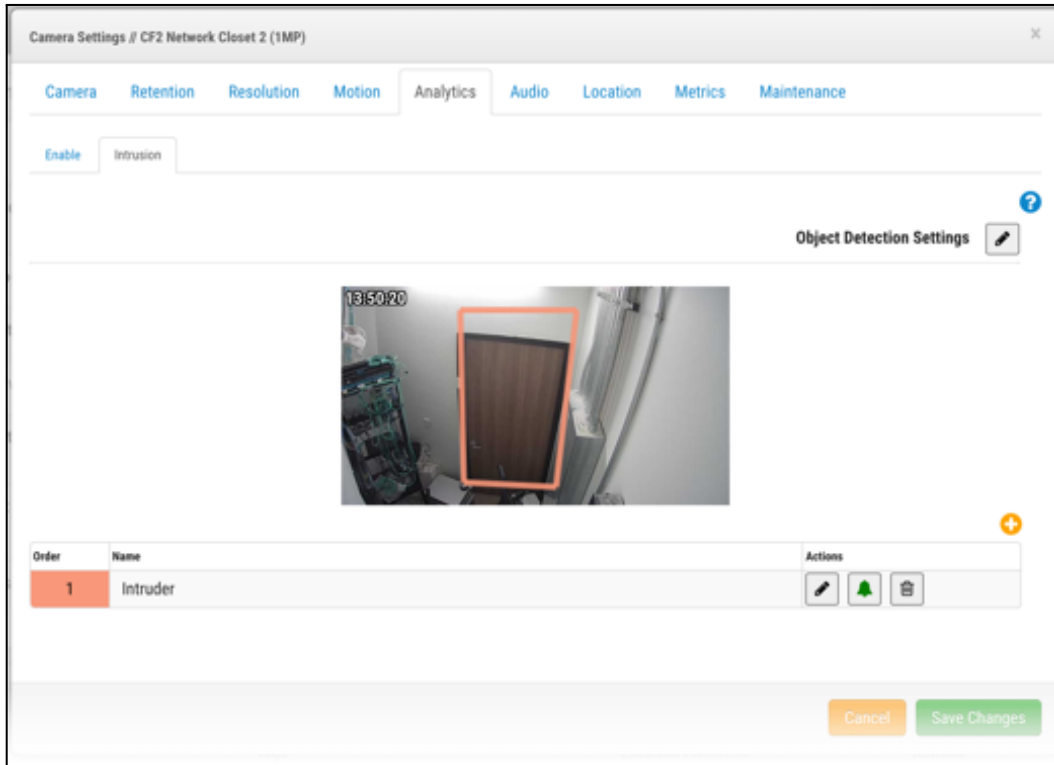 Camera Settings // CF2 Network Closet 2 (1MP)
Camera Retention Resolution Motion Analytics Audio Location Metrics Maintenance
Enable Intrusion
Object Detection Settings
13:50:20
Order Name Actions
1 Intruder
Cancel Save Changes